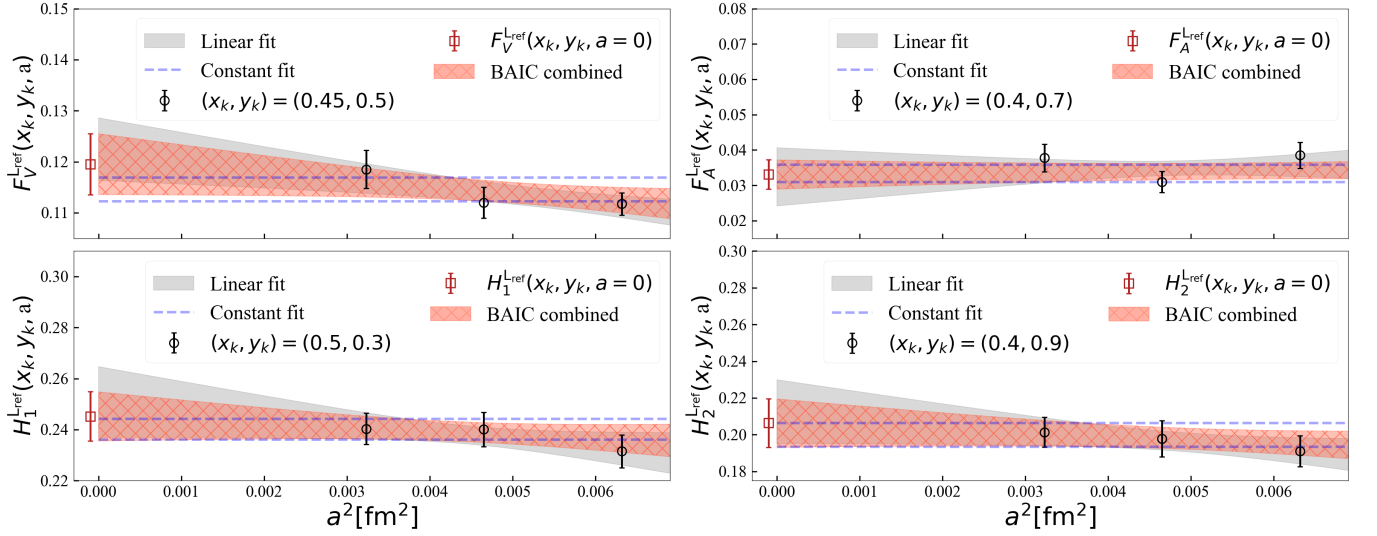 F_V^{L_ref}(x_k, y_k, a)
0.15
0.14
0.13
0.12
0.11
Linear fit
Constant fit
(x_k, y_k) = (0.45, 0.5)
F_V^{L_ref}(x_k, y_k, a = 0)
BAIC combined
F_A^{L_ref}(x_k, y_k, a)
0.08
0.07
0.06
0.05
0.04
0.03
0.02
Linear fit
Constant fit
(x_k, y_k) = (0.4, 0.7)
F_A^{L_ref}(x_k, y_k, a = 0)
BAIC combined
H_1^{L_ref}(x_k, y_k, a)
0.30
0.28
0.26
0.24
0.22
Linear fit
Constant fit
(x_k, y_k) = (0.5, 0.3)
H_1^{L_ref}(x_k, y_k, a = 0)
BAIC combined
0.000 0.001 0.002 0.003 0.004 0.005 0.006
a²[fm²]
H_2^{L_ref}(x_k, y_k, a)
0.30
0.28
0.26
0.24
0.22
0.20
0.18
Linear fit
Constant fit
(x_k, y_k) = (0.4, 0.9)
H_2^{L_ref}(x_k, y_k, a = 0)
BAIC combined
0.000 0.001 0.002 0.003 0.004 0.005 0.006
a²[fm²]